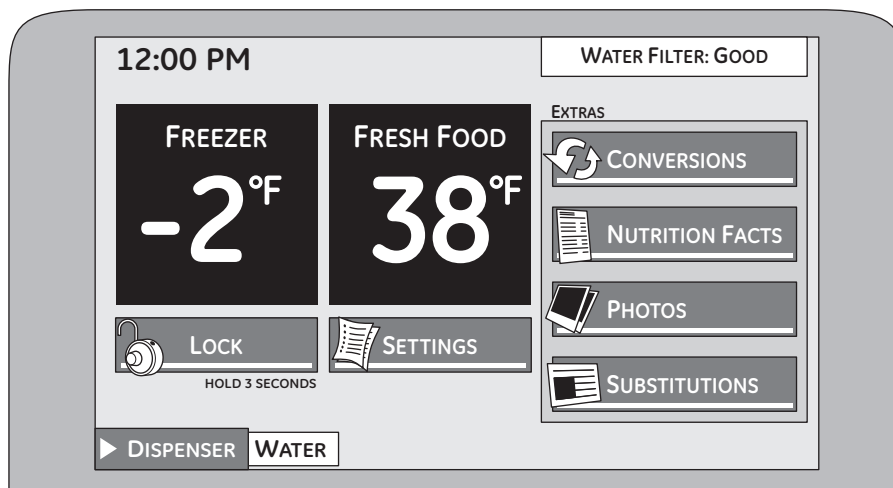 12:00 PM
WATER FILTER: GOOD
FREEZER
-2°F
FRESH FOOD
38°F
EXTRAS
CONVERSIONS
NUTRITION FACTS
PHOTOS
SUBSTITUTIONS
LOCK
HOLD 3 SECONDS
SETTINGS
DISPENSER
WATER